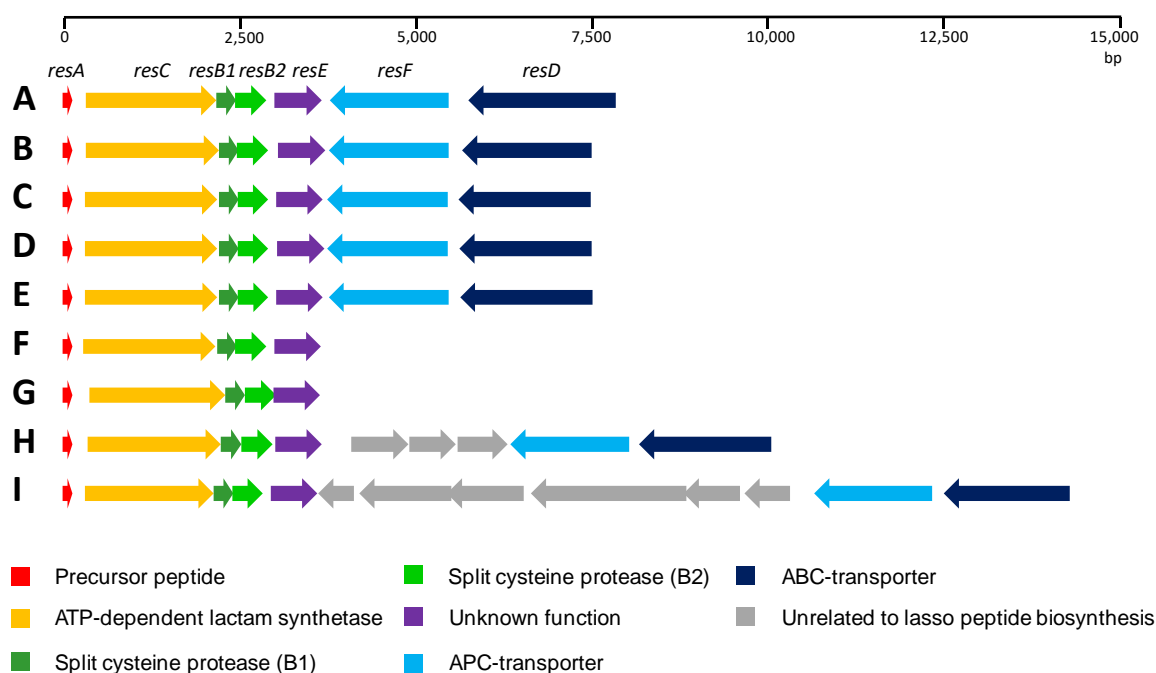 0 2,500 5,000 7,500 10,000 12,500 15,000
bp
resA resC resB1 resB2 resE resF resD
A
B
C
D
E
F
G
H
I
Precursor peptide Split cysteine protease (B2) ABC-transporter
ATP-dependent lactam synthetase Unknown function Unrelated to lasso peptide biosynthesis
Split cysteine protease (B1) APC-transporter